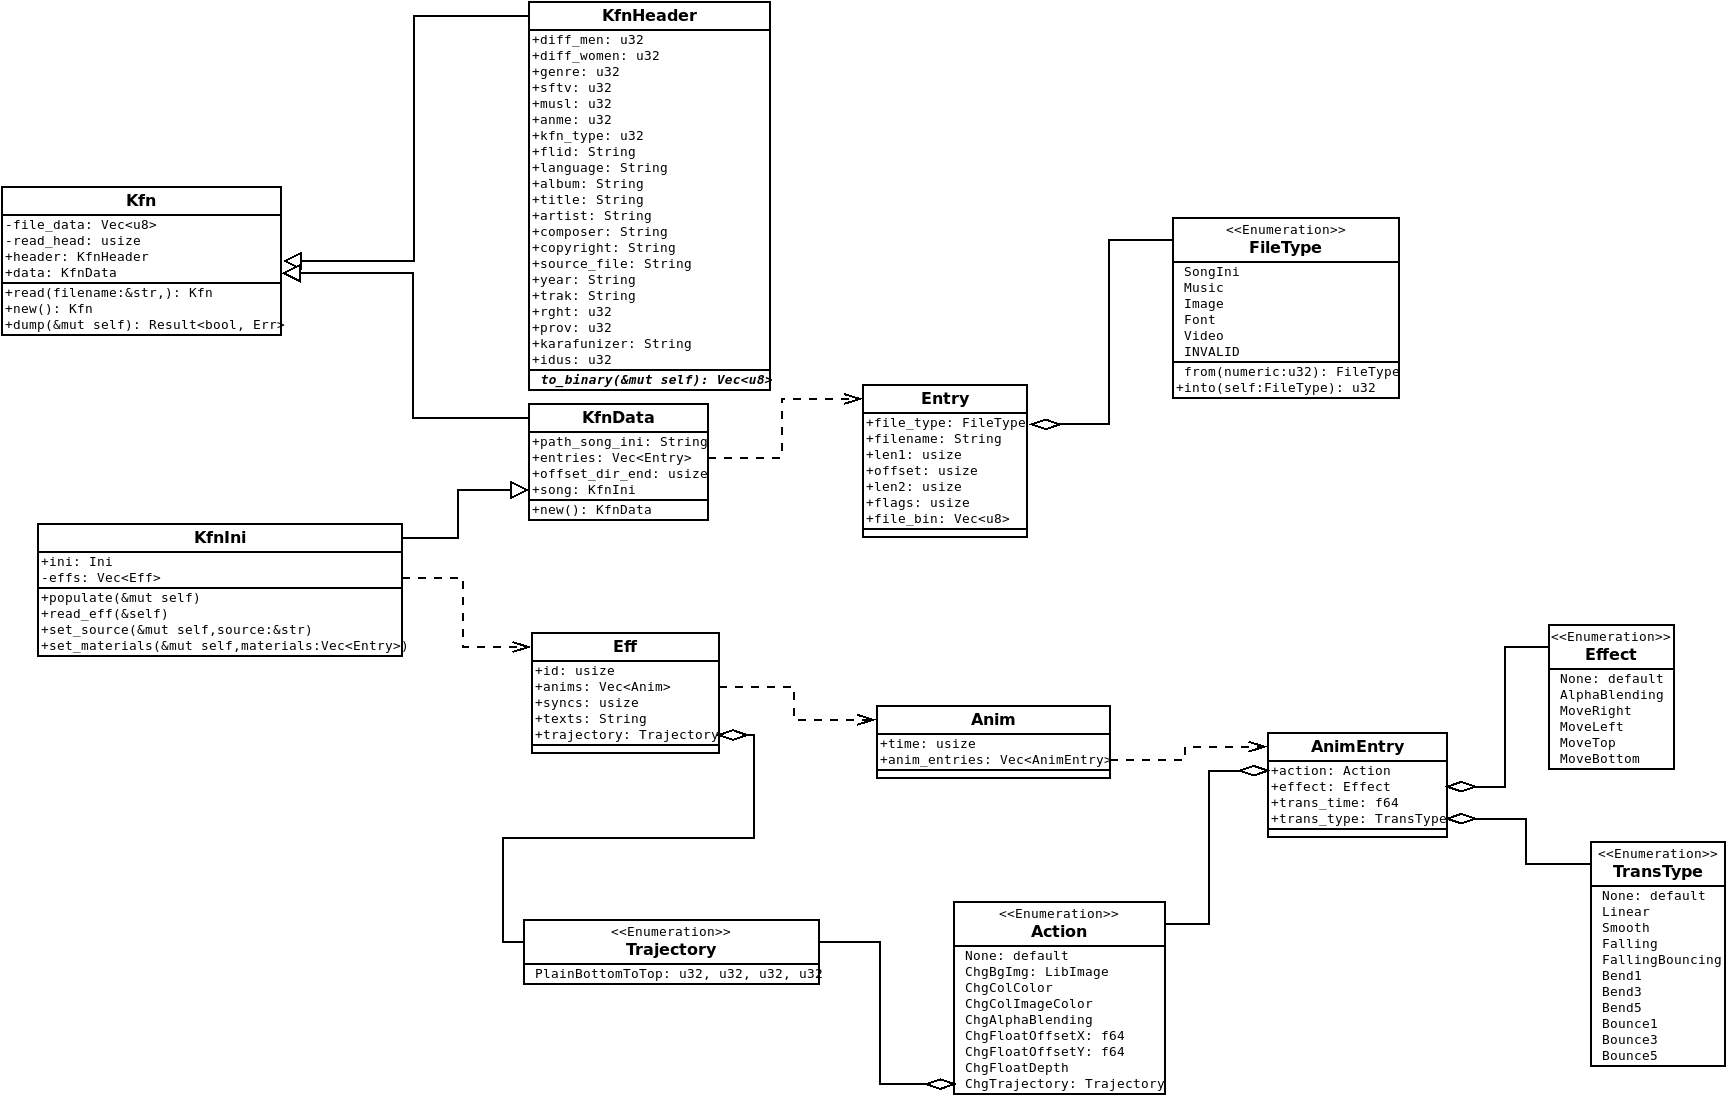 KfnHeader
+diff_men: u32
+diff_women: u32
+genre: u32
+sftv: u32
+musl: u32
+anme: u32
+kfn_type: u32
+flid: String
+language: String
+album: String
+title: String
+artist: String
+composer: String
+copyright: String
+source_file: String
+year: String
+trak: String
+rght: u32
+prov: u32
+karafunizer: String
+idus: u32
to_binary(&mut self): Vec<u8>
Kfn
-file_data: Vec<u8>
-read_head: usize
+header: KfnHeader
+data: KfnData
+read(filename:&str,): Kfn
+new(): Kfn
+dump(&mut self): Result<bool, Err>
<<Enumeration>>
FileType
SongIni
Music
Image
Font
Video
INVALID
from(numeric:u32): FileType
+into(self:FileType): u32
Entry
+file_type: FileType
+filename: String
+len1: usize
+offset: usize
+len2: usize
+flags: usize
+file_bin: Vec<u8>
KfnData
+path_song_ini: String
+entries: Vec<Entry>
+offset_dir_end: usize
+song: KfnIni
+new(): KfnData
KfnIni
+ini: Ini
-effs: Vec<Eff>
+populate(&mut self)
+read_eff(&self)
+set_source(&mut self,source:&str)
+set_materials(&mut self,materials:Vec<Entry>)
Eff
+id: usize
+anims: Vec<Anim>
+syncs: usize
+texts: String
+trajectory: Trajectory
Anim
+time: usize
+anim_entries: Vec<AnimEntry>
AnimEntry
+action: Action
+effect: Effect
+trans_time: f64
+trans_type: TransType
<<Enumeration>>
Effect
None: default
AlphaBlending
MoveRight
MoveLeft
MoveTop
MoveBottom
<<Enumeration>>
TransType
None: default
Linear
Smooth
Falling
FallingBouncing
Bend1
Bend3
Bend5
Bounce1
Bounce3
Bounce5
<<Enumeration>>
Trajectory
PlainBottomToTop: u32, u32, u32, u32
<<Enumeration>>
Action
None: default
ChgBgImg: LibImage
ChgColColor
ChgColImageColor
ChgAlphaBlending
ChgFloatOffsetX: f64
ChgFloatOffsetY: f64
ChgFloatDepth
ChgTrajectory: Trajectory